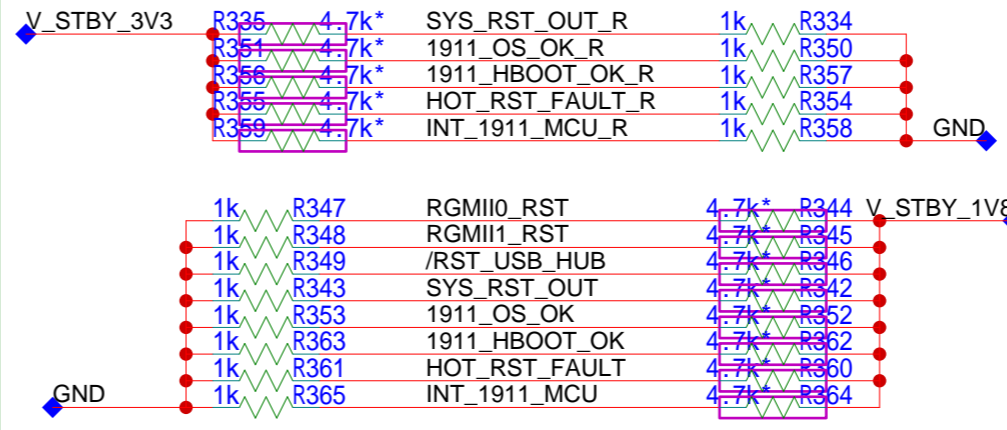 V_STBY_3V3 R335 4.7k* SYS_RST_OUT_R 1k R334
R351 4.7k* 1911_OS_OK_R 1k R350
R356 4.7k* 1911_HBOOT_OK_R 1k R357
R355 4.7k* HOT_RST_FAULT_R 1k R354
R359 4.7k* INT_1911_MCU_R 1k R358 GND
1k R347 RGMII0_RST 4.7k* R344 V_STBY_1V8
1k R348 RGMII1_RST 4.7k* R345
1k R349 /RST_USB_HUB 4.7k* R346
1k R343 SYS_RST_OUT 4.7k* R342
1k R353 1911_OS_OK 4.7k* R352
1k R363 1911_HBOOT_OK 4.7k* R362
1k R361 HOT_RST_FAULT 4.7k* R360
GND 1k R365 INT_1911_MCU 4.7k* R364